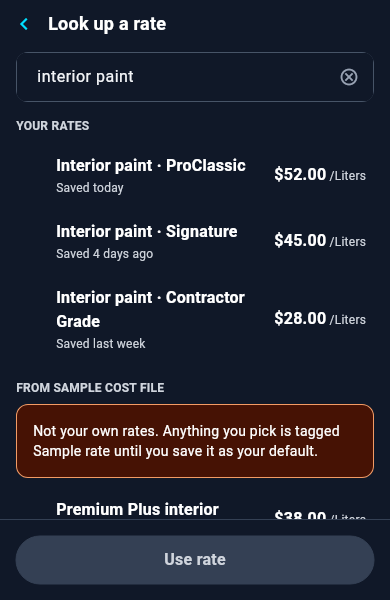 Look up a rate
interior paint
YOUR RATES
Interior paint · ProClassic
Saved today
$52.00 /Liters
Interior paint · Signature
Saved 4 days ago
$45.00 /Liters
Interior paint · Contractor
Grade
Saved last week
$28.00 /Liters
FROM SAMPLE COST FILE
Not your own rates. Anything you pick is tagged
Sample rate until you save it as your default.
Premium Plus interior
$38.00 /Liters
Use rate